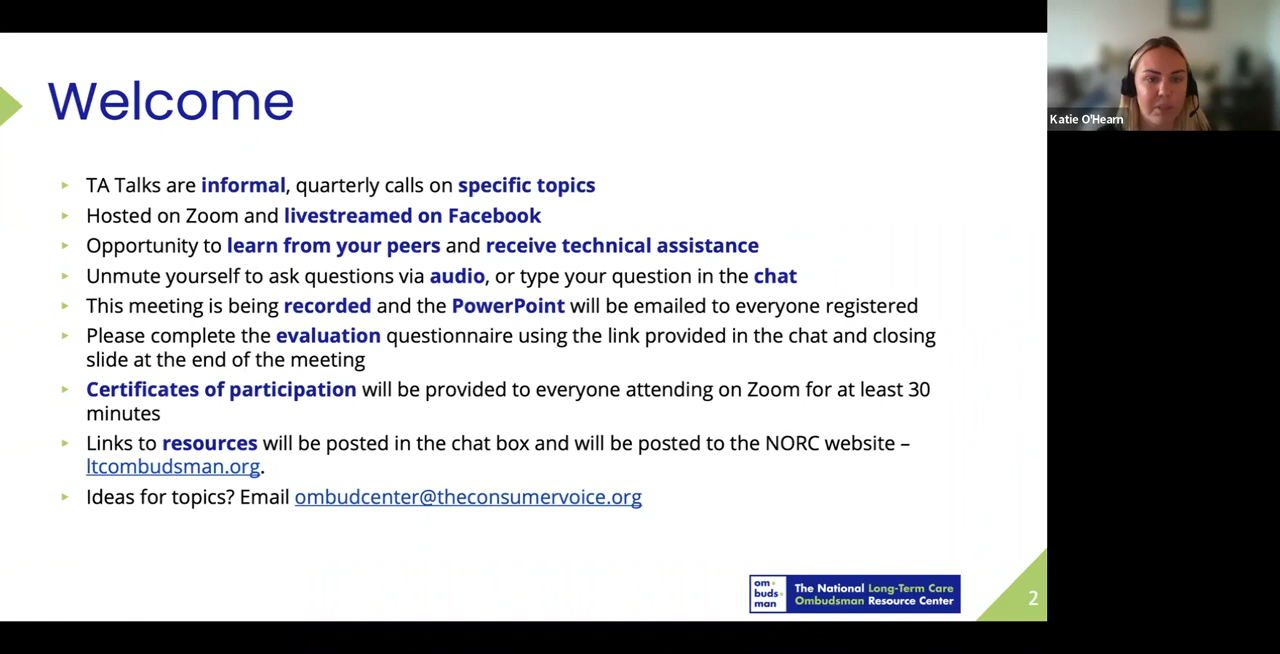 Welcome
TA Talks are informal, quarterly calls on specific topics
Hosted on Zoom and livestreamed on Facebook
Opportunity to learn from your peers and receive technical assistance
Unmute yourself to ask questions via audio, or type your question in the chat
This meeting is being recorded and the PowerPoint will be emailed to everyone registered
Please complete the evaluation questionnaire using the link provided in the chat and closing
slide at the end of the meeting
Certificates of participation will be provided to everyone attending on Zoom for at least 30
minutes
Links to resources will be posted in the chat box and will be posted to the NORC website –
ltcombudsman.org.
Ideas for topics? Email ombudcenter@theconsumervoice.org
om
buds
man
The National Long-Term Care
Ombudsman Resource Center
2
Katie O'Hearn